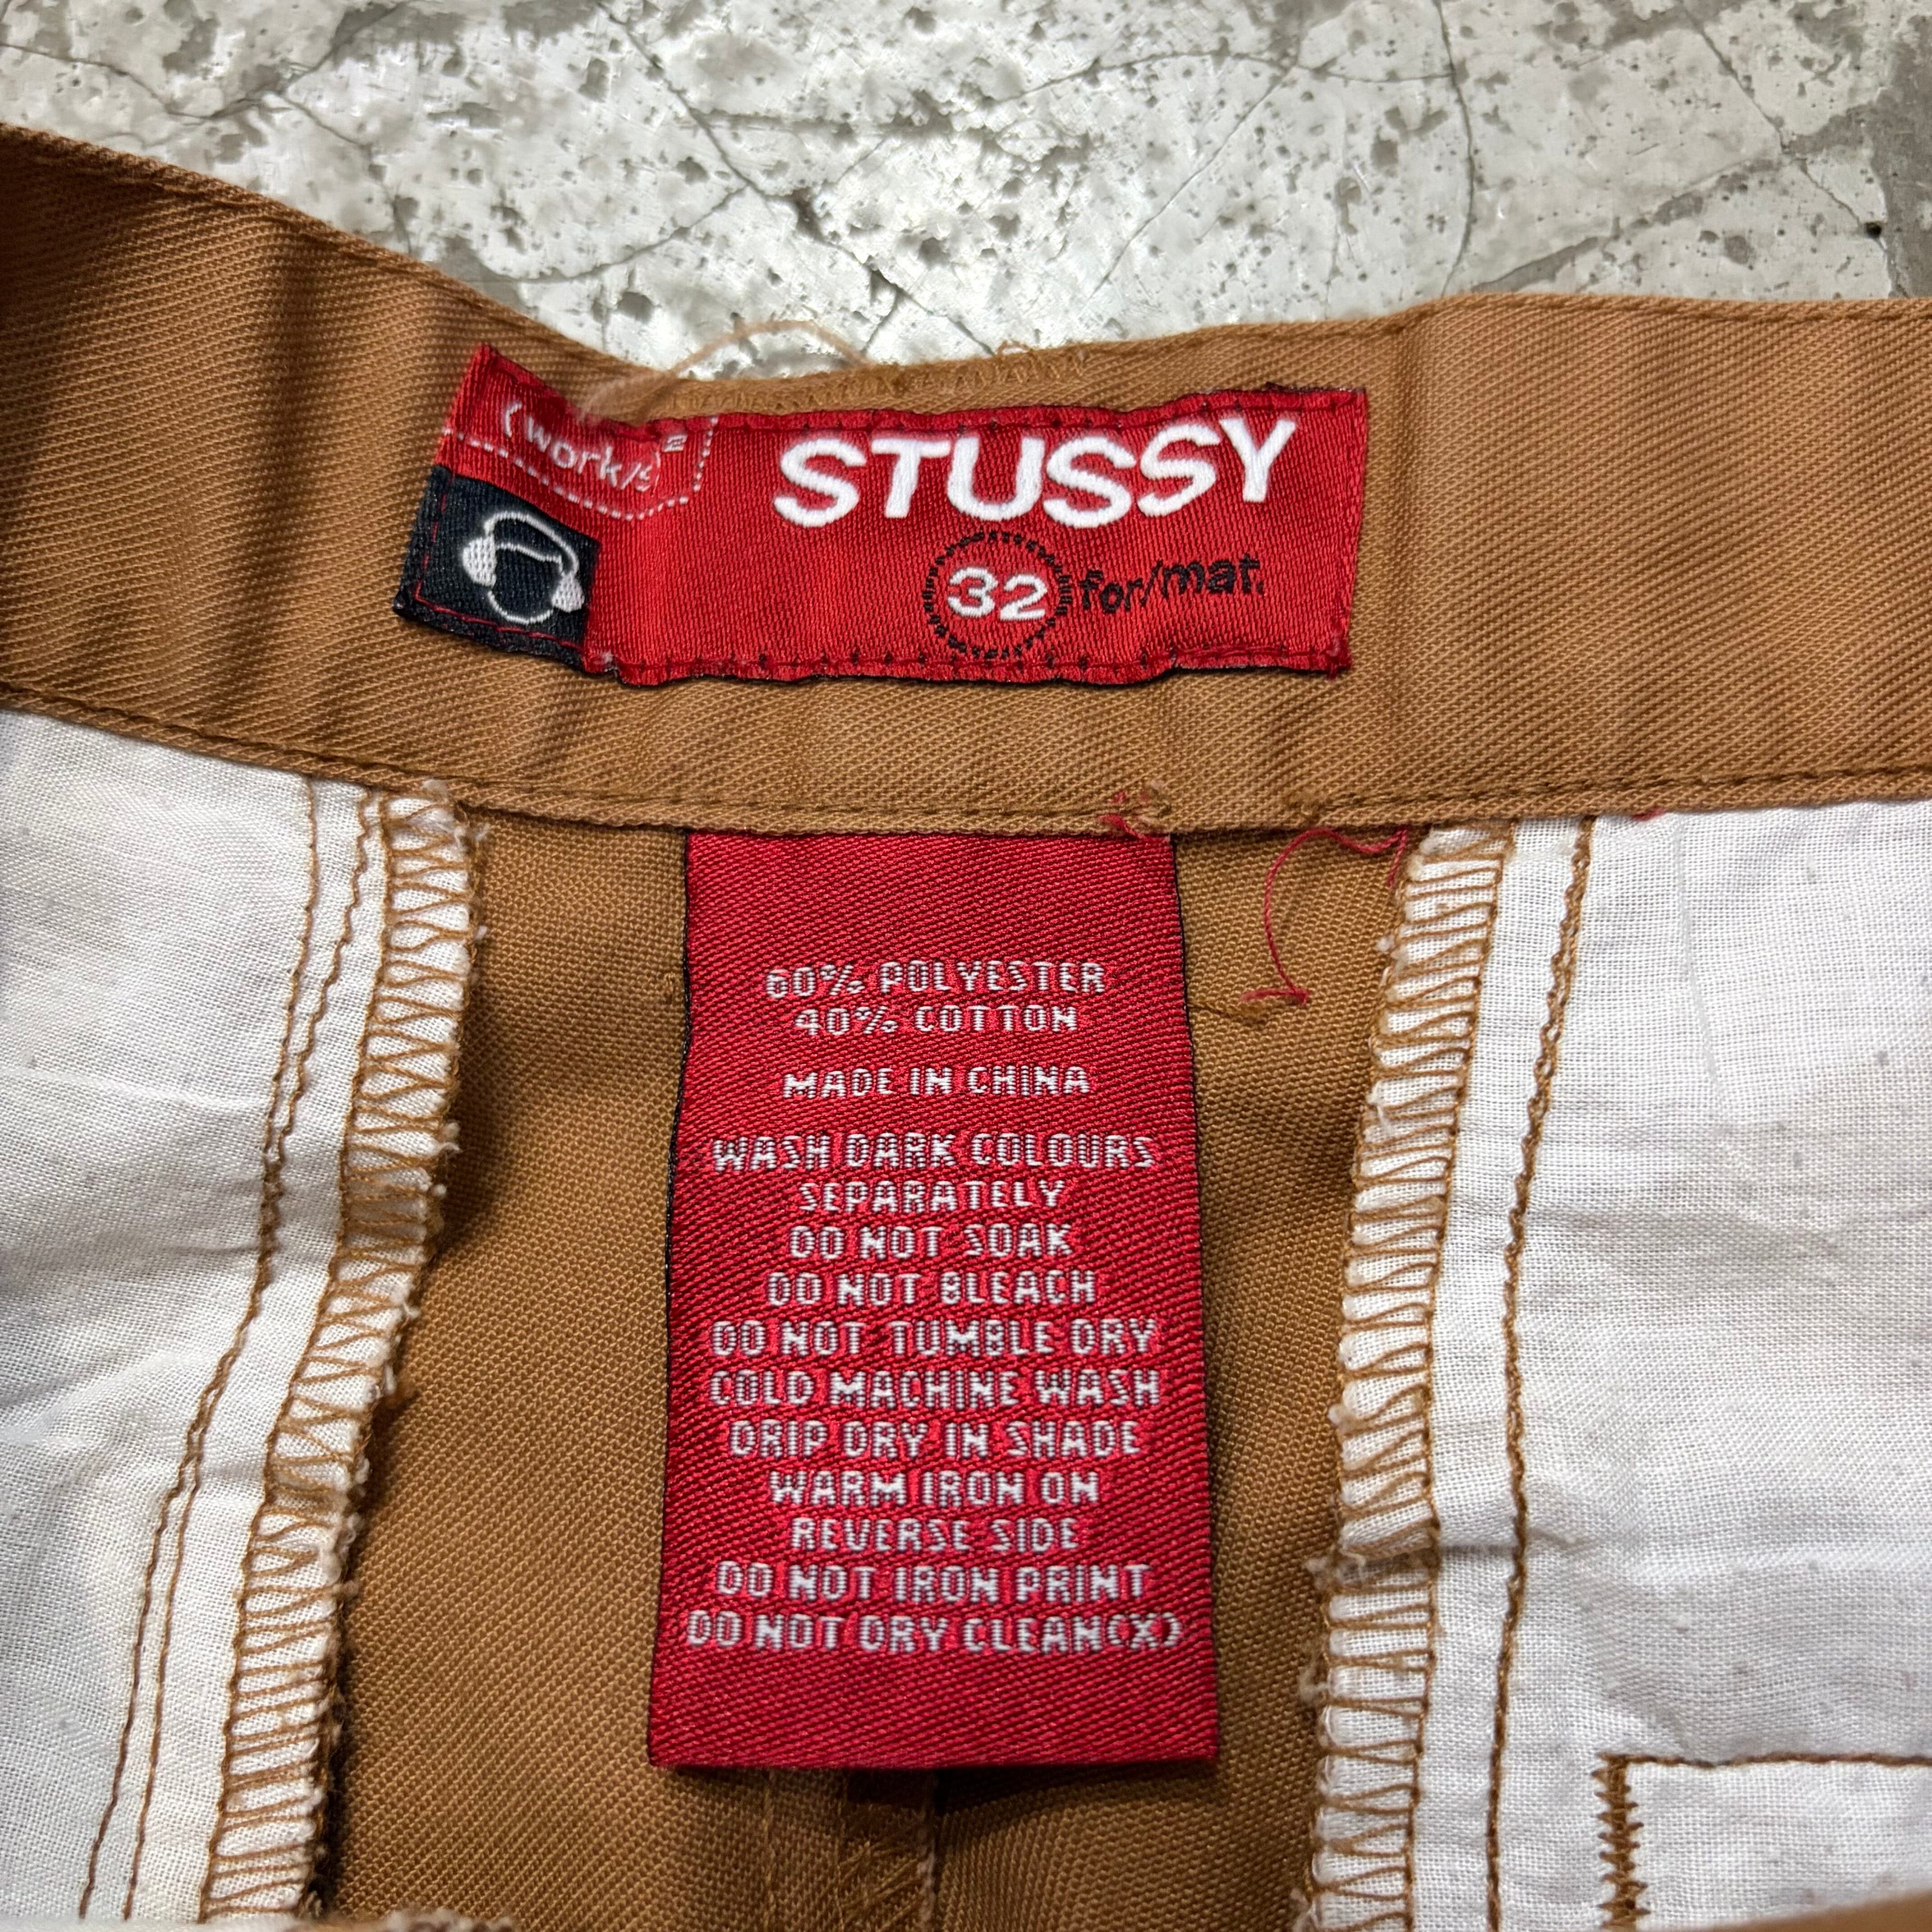 (work/s)
STUSSY
32 for/mat.
60% POLYESTER
40% COTTON
MADE IN CHINA
WASH DARK COLOURS
SEPARATELY
DO NOT SOAK
DO NOT BLEACH
DO NOT TUMBLE DRY
COLD MACHINE WASH
DRIP DRY IN SHADE
WARM IRON ON
REVERSE SIDE
DO NOT IRON PRINT
DO NOT DRY CLEAN(X)